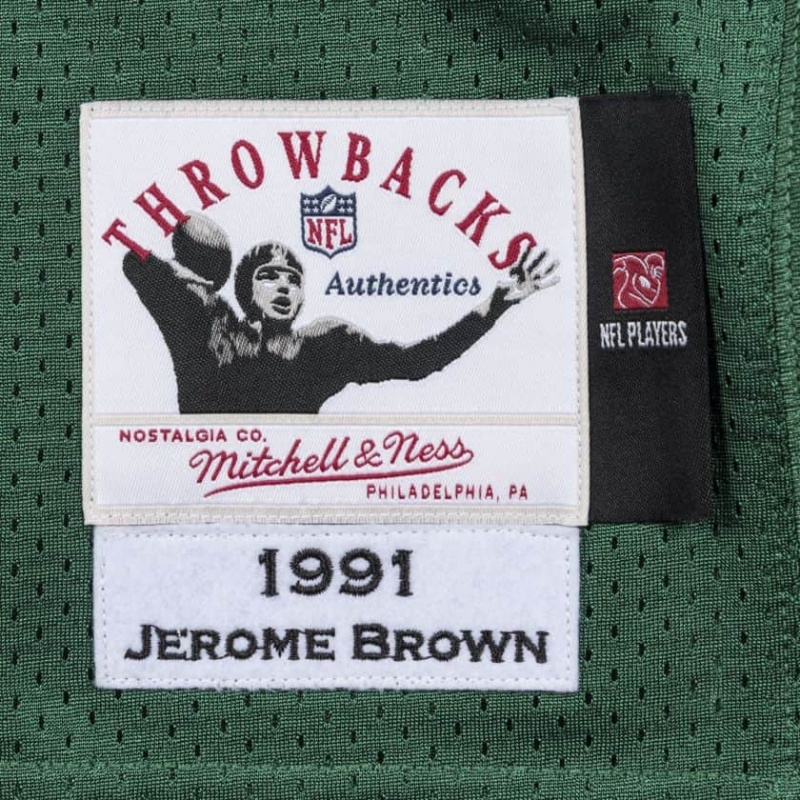 THROWBACKS
NFL
Authentics
NFL PLAYERS
NOSTALGIA CO.
Mitchell & Ness
PHILADELPHIA, PA
1991
JEROME BROWN